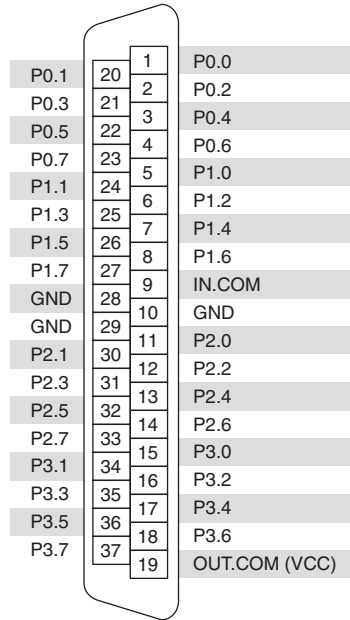 1 P0.0
P0.1 20
2 P0.2
P0.3 21
3 P0.4
P0.5 22
4 P0.6
P0.7 23
5 P1.0
P1.1 24
6 P1.2
P1.3 25
7 P1.4
P1.5 26
8 P1.6
P1.7 27
9 IN.COM
GND 28
10 GND
GND 29
11 P2.0
P2.1 30
12 P2.2
P2.3 31
13 P2.4
P2.5 32
14 P2.6
P2.7 33
15 P3.0
P3.1 34
16 P3.2
P3.3 35
17 P3.4
P3.5 36
18 P3.6
P3.7 37
19 OUT.COM (VCC)